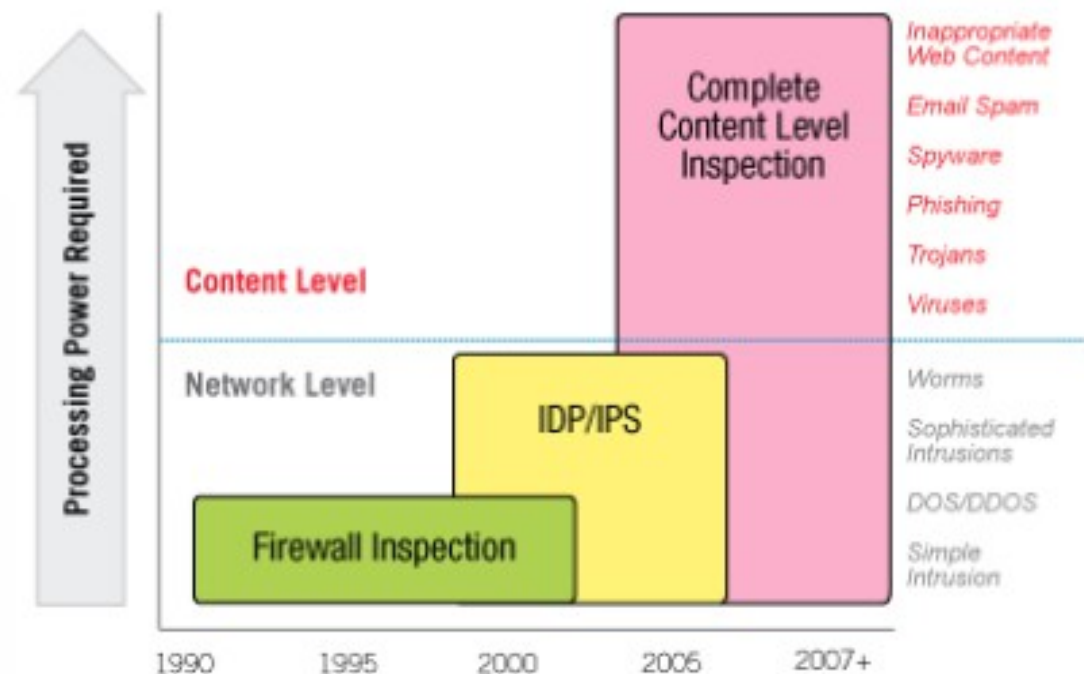 Processing Power Required
Content Level
Network Level
Complete
Content Level
Inspection
IDP/IPS
Firewall Inspection
Inappropriate
Web Content
Email Spam
Spyware
Phishing
Trojans
Viruses
Worms
Sophisticated
Intrusions
DOS/DDOS
Simple
Intrusion
1990
1995
2000
2005
2007+